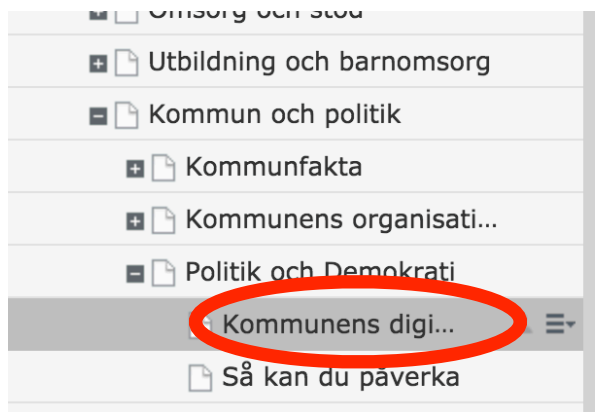 Omsorg och stöd
Utbildning och barnomsorg
Kommun och politik
Kommunfakta
Kommunens organisati...
Politik och Demokrati
Kommunens digi...
Så kan du påverka